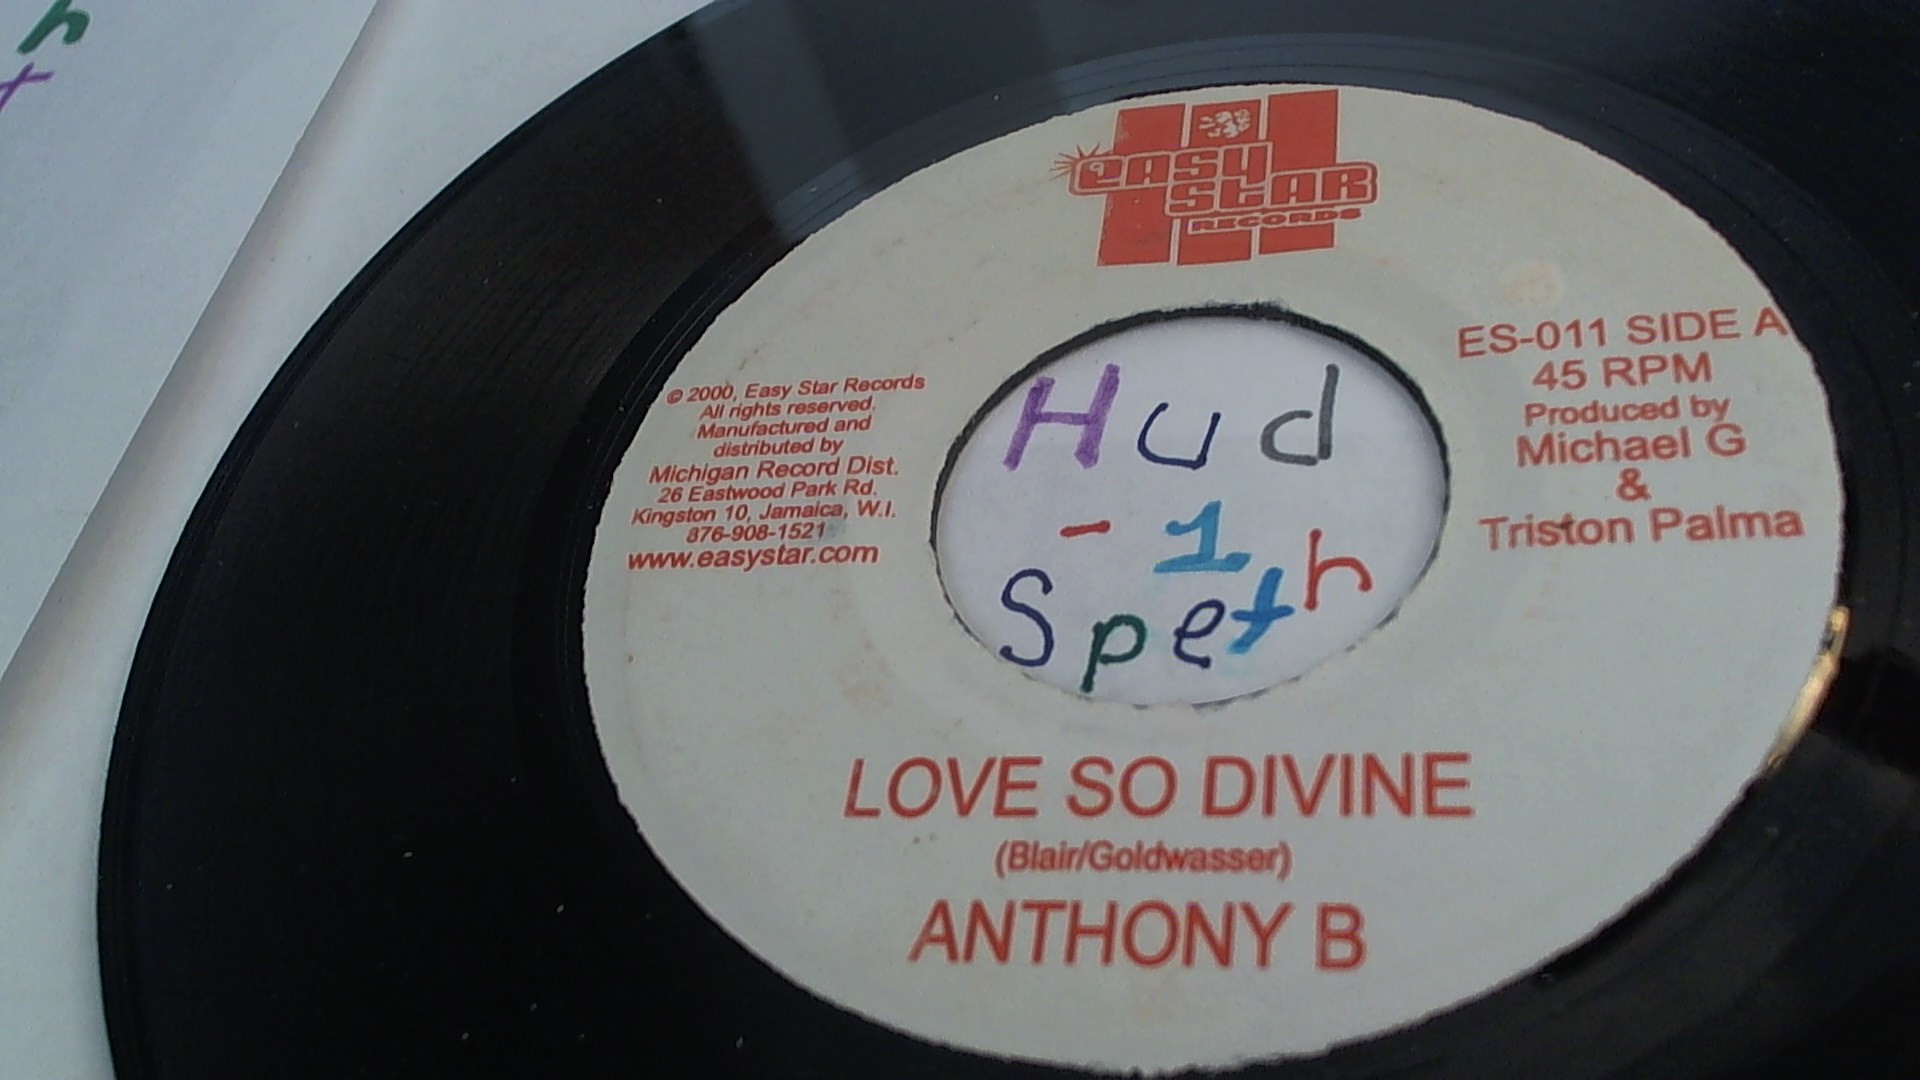 h
t
easy
star
RECORDS
© 2000, Easy Star Records
All rights reserved.
Manufactured and
distributed by
Michigan Record Dist.
26 Eastwood Park Rd.
Kingston 10, Jamaica, W.I.
876-908-1521
www.easystar.com
Hud
- 1
Speth
ES-011 SIDE A
45 RPM
Produced by
Michael G
&
Triston Palma
LOVE SO DIVINE
(Blair/Goldwasser)
ANTHONY B